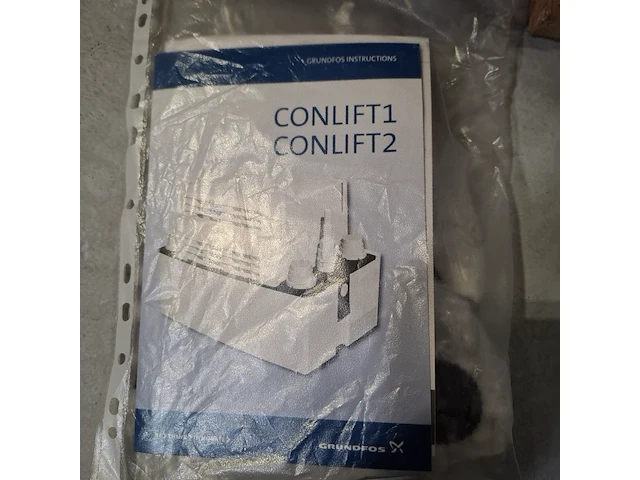 GRUNDFOS INSTRUCTIONS
CONLIFT1
CONLIFT2
GRUNDFOS